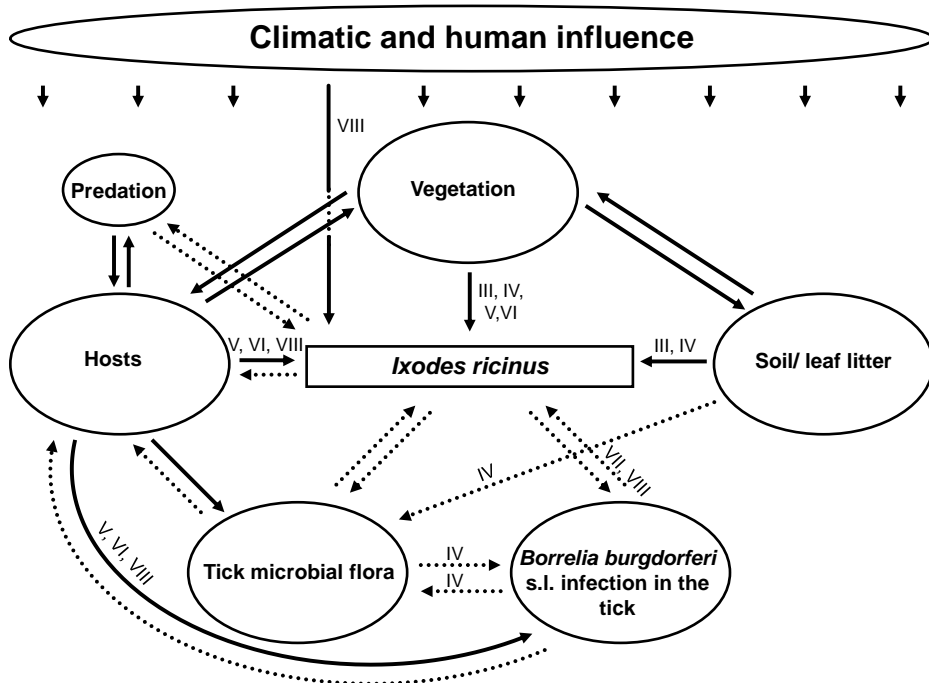 Climatic and human influence
VIII
Vegetation
Predation
III, IV,
V,VI
V, VI, VIII
III, IV
Hosts
Ixodes ricinus
Soil/ leaf litter
VII, VIII
IV
V, VI, VIII
IV
Tick microbial flora
IV
Borrelia burgdorferi
s.l. infection in the
tick